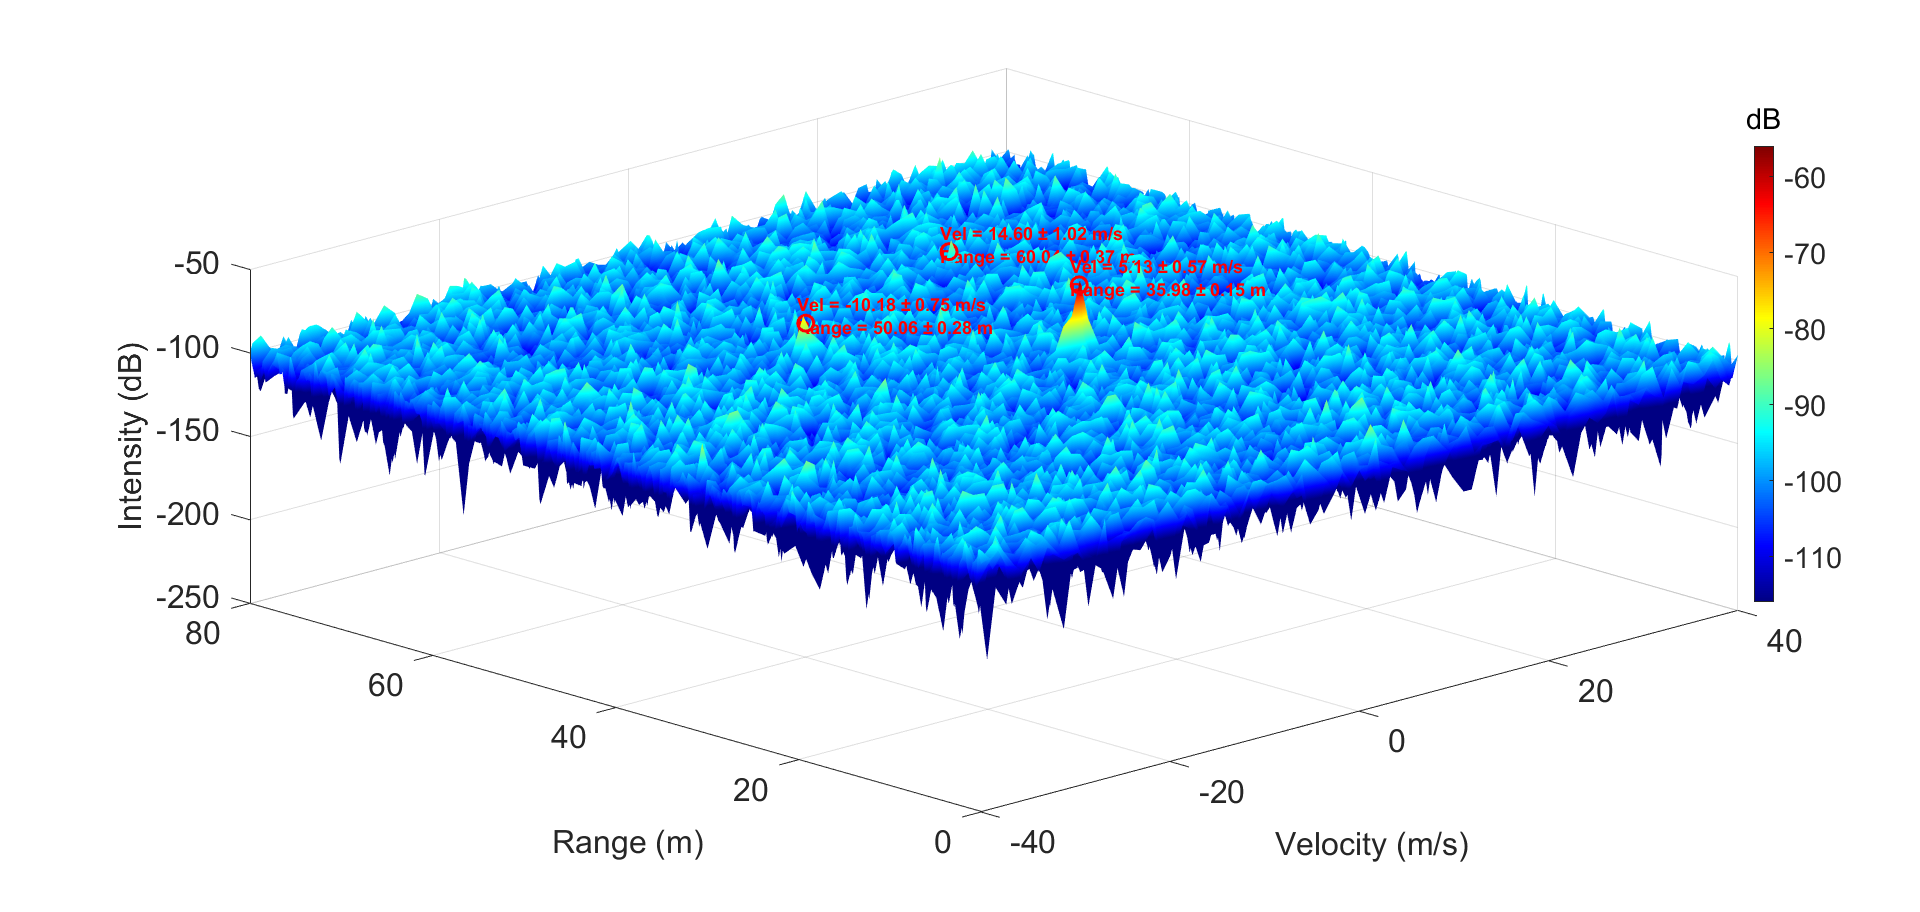 dB
-60
-70
-80
-90
-100
-110
Vel = 14.60 ± 1.02 m/s
± 0.37 m
Vel = 5.13 ± 0.57 m/s
Range = 35.98 ± 0.15 m
Vel = -10.18 ± 0.75 m/s
Range = 50.06 ± 0.28 m
-50
-100
-150
-200
-250
Intensity (dB)
80
60
40
20
0
Range (m)
-40
-20
0
20
40
Velocity (m/s)